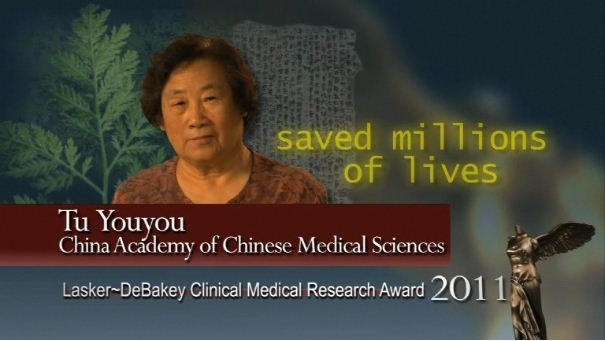 saved millions
of lives
Tu Youyou
China Academy of Chinese Medical Sciences
Lasker~DeBakey Clinical Medical Research Award 2011